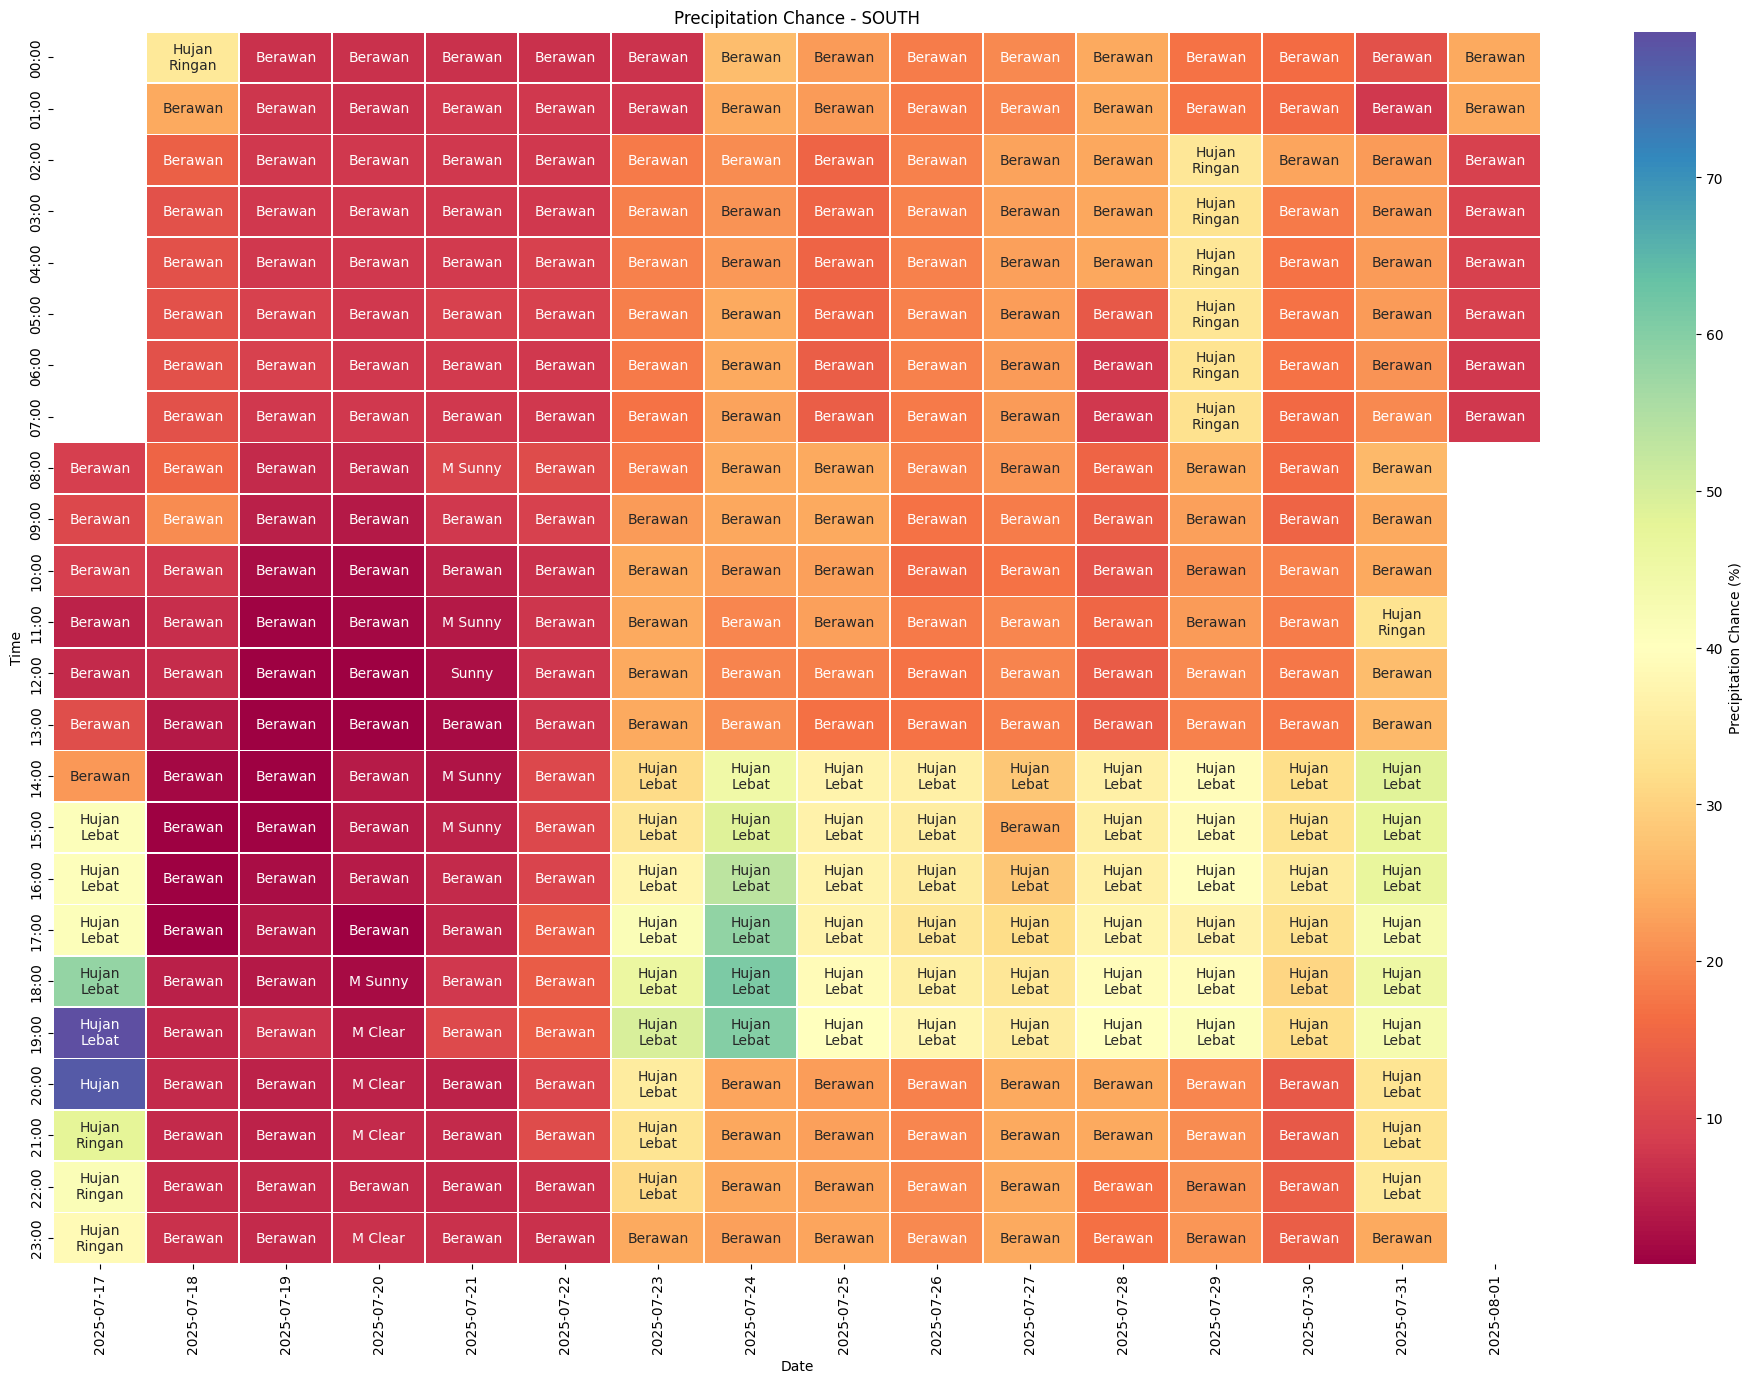 Precipitation Chance - SOUTH
00:00 Hujan Ringan Berawan Berawan Berawan Berawan Berawan Berawan Berawan Berawan Berawan Berawan Berawan Berawan Berawan Berawan
01:00 Berawan Berawan Berawan Berawan Berawan Berawan Berawan Berawan Berawan Berawan Berawan Berawan Berawan Berawan Berawan
02:00 Berawan Berawan Berawan Berawan Berawan Berawan Berawan Berawan Berawan Berawan Berawan Hujan Ringan Berawan Berawan Berawan
03:00 Berawan Berawan Berawan Berawan Berawan Berawan Berawan Berawan Berawan Berawan Berawan Hujan Ringan Berawan Berawan Berawan
04:00 Berawan Berawan Berawan Berawan Berawan Berawan Berawan Berawan Berawan Berawan Berawan Hujan Ringan Berawan Berawan Berawan
05:00 Berawan Berawan Berawan Berawan Berawan Berawan Berawan Berawan Berawan Berawan Berawan Hujan Ringan Berawan Berawan Berawan
06:00 Berawan Berawan Berawan Berawan Berawan Berawan Berawan Berawan Berawan Berawan Berawan Hujan Ringan Berawan Berawan Berawan
07:00 Berawan Berawan Berawan Berawan Berawan Berawan Berawan Berawan Berawan Berawan Berawan Hujan Ringan Berawan Berawan Berawan
08:00 Berawan Berawan Berawan Berawan M Sunny Berawan Berawan Berawan Berawan Berawan Berawan Berawan Berawan Berawan Berawan
09:00 Berawan Berawan Berawan Berawan Berawan Berawan Berawan Berawan Berawan Berawan Berawan Berawan Berawan Berawan Berawan
10:00 Berawan Berawan Berawan Berawan Berawan Berawan Berawan Berawan Berawan Berawan Berawan Berawan Berawan Berawan Berawan
11:00 Berawan Berawan Berawan Berawan M Sunny Berawan Berawan Berawan Berawan Berawan Berawan Berawan Berawan Berawan Hujan Ringan
12:00 Berawan Berawan Berawan Berawan Sunny Berawan Berawan Berawan Berawan Berawan Berawan Berawan Berawan Berawan Berawan
13:00 Berawan Berawan Berawan Berawan Berawan Berawan Berawan Berawan Berawan Berawan Berawan Berawan Berawan Berawan Berawan
14:00 Berawan Berawan Berawan Berawan M Sunny Berawan Hujan Lebat Hujan Lebat Hujan Lebat Hujan Lebat Hujan Lebat Hujan Lebat Hujan Lebat Hujan Lebat Hujan Lebat
15:00 Hujan Lebat Berawan Berawan Berawan M Sunny Berawan Hujan Lebat Hujan Lebat Hujan Lebat Hujan Lebat Berawan Hujan Lebat Hujan Lebat Hujan Lebat Hujan Lebat
16:00 Hujan Lebat Berawan Berawan Berawan Berawan Berawan Hujan Lebat Hujan Lebat Hujan Lebat Hujan Lebat Hujan Lebat Hujan Lebat Hujan Lebat Hujan Lebat Hujan Lebat
17:00 Hujan Lebat Berawan Berawan Berawan Berawan Berawan Hujan Lebat Hujan Lebat Hujan Lebat Hujan Lebat Hujan Lebat Hujan Lebat Hujan Lebat Hujan Lebat Hujan Lebat
18:00 Hujan Lebat Berawan Berawan M Sunny Berawan Berawan Hujan Lebat Hujan Lebat Hujan Lebat Hujan Lebat Hujan Lebat Hujan Lebat Hujan Lebat Hujan Lebat Hujan Lebat
19:00 Hujan Lebat Berawan Berawan M Clear Berawan Berawan Hujan Lebat Hujan Lebat Hujan Lebat Hujan Lebat Hujan Lebat Hujan Lebat Hujan Lebat Hujan Lebat Hujan Lebat
20:00 Hujan Berawan Berawan M Clear Berawan Berawan Hujan Lebat Berawan Berawan Berawan Berawan Berawan Berawan Berawan Hujan Lebat
21:00 Hujan Ringan Berawan Berawan M Clear Berawan Berawan Hujan Lebat Berawan Berawan Berawan Berawan Berawan Berawan Berawan Hujan Lebat
22:00 Hujan Ringan Berawan Berawan Berawan Berawan Berawan Hujan Lebat Berawan Berawan Berawan Berawan Berawan Berawan Berawan Hujan Lebat
23:00 Hujan Ringan Berawan Berawan M Clear Berawan Berawan Berawan Berawan Berawan Berawan Berawan Berawan Berawan Berawan Berawan
Time
2025-07-17 2025-07-18 2025-07-19 2025-07-20 2025-07-21 2025-07-22 2025-07-23 2025-07-24 2025-07-25 2025-07-26 2025-07-27 2025-07-28 2025-07-29 2025-07-30 2025-07-31 2025-08-01
Date
70
60
50
40
30
20
10
Precipitation Chance (%)